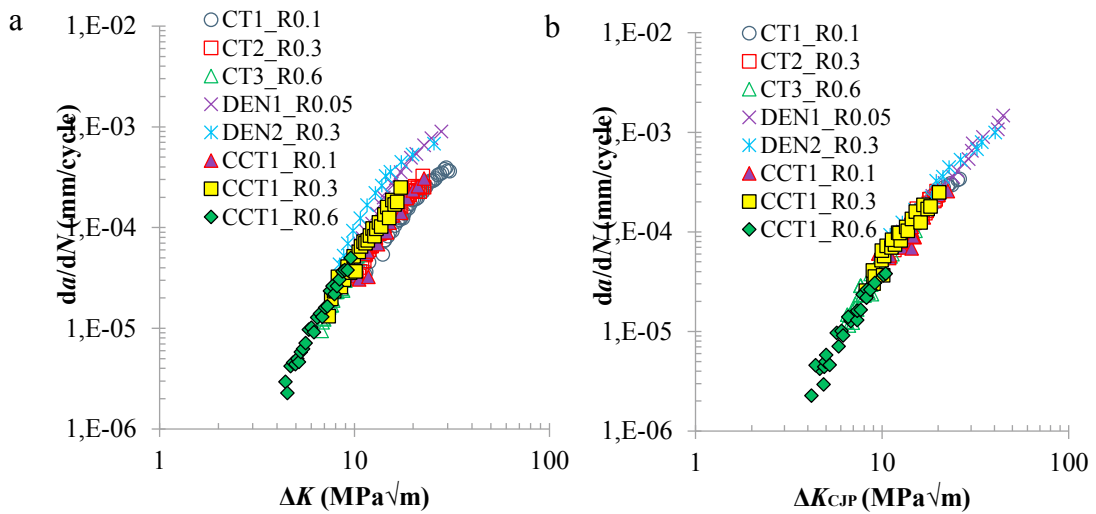 a
1,E-02
1,E-03
1,E-04
1,E-05
1,E-06
da/dN (mm/cycle)
CT1_R0.1
CT2_R0.3
CT3_R0.6
DEN1_R0.05
DEN2_R0.3
CCT1_R0.1
CCT1_R0.3
CCT1_R0.6
1 10 100
ΔK (MPa√m)
b
1,E-02
1,E-03
1,E-04
1,E-05
1,E-06
da/dN (mm/cycle)
CT1_R0.1
CT2_R0.3
CT3_R0.6
DEN1_R0.05
DEN2_R0.3
CCT1_R0.1
CCT1_R0.3
CCT1_R0.6
1 10 100
ΔKCJP (MPa√m)